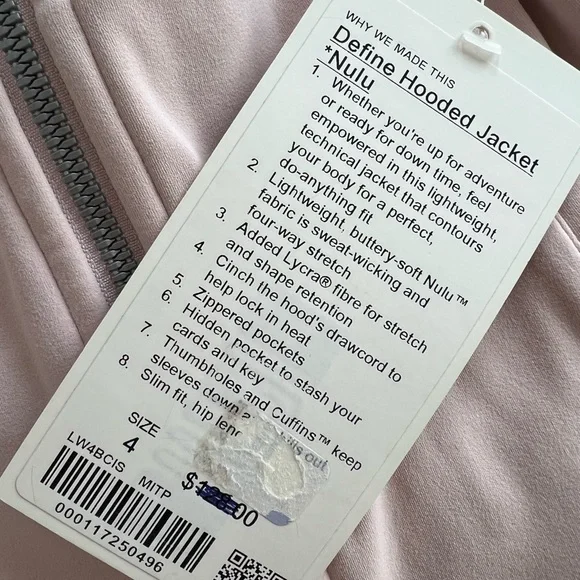 WHY WE MADE THIS
Define Hooded Jacket
*Nulu
1. Whether you're up for adventure
or ready for down time, feel
empowered in this lightweight,
technical jacket that contours
your body for a perfect,
do-anything fit
2. Lightweight, buttery-soft Nulu™
fabric is sweat-wicking and
four-way stretch
3. Added Lycra® fibre for stretch
and shape retention
4. Cinch the hood's drawcord to
help lock in heat
5. Zippered pockets
6. Hidden pocket to stash your
cards and key
7. Thumbholes and Cuffins™ keep
sleeves down out
8. Slim fit, hip
SIZE
4
LW4BCIS MITP
000117250496